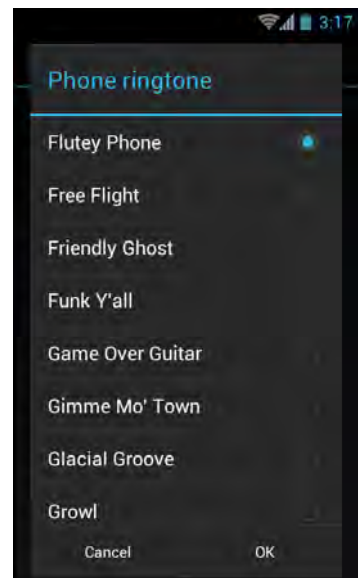 3:17
Phone ringtone
Flutey Phone
Free Flight
Friendly Ghost
Funk Y'all
Game Over Guitar
Gimme Mo' Town
Glacial Groove
Growl
Cancel OK